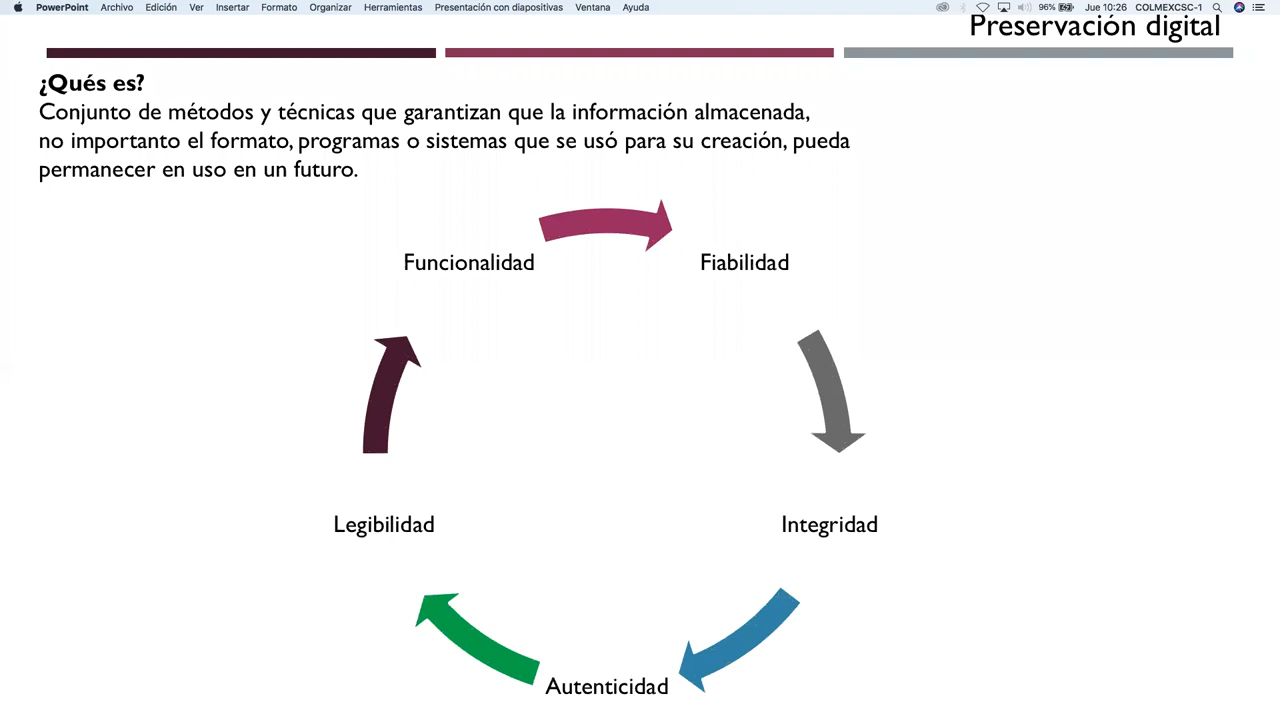 PowerPoint Archivo Edición Ver Insertar Formato Organizar Herramientas Presentación con diapositivas Ventana Ayuda 96% Jue 10:26 COLMEXCSC-1
Preservación digital
¿Qués es?
Conjunto de métodos y técnicas que garantizan que la información almacenada,
no importanto el formato, programas o sistemas que se usó para su creación, pueda
permanecer en uso en un futuro.
Funcionalidad
Fiabilidad
Legibilidad
Integridad
Autenticidad